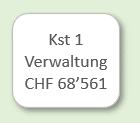 Kst 1
Verwaltung
CHF 68’561